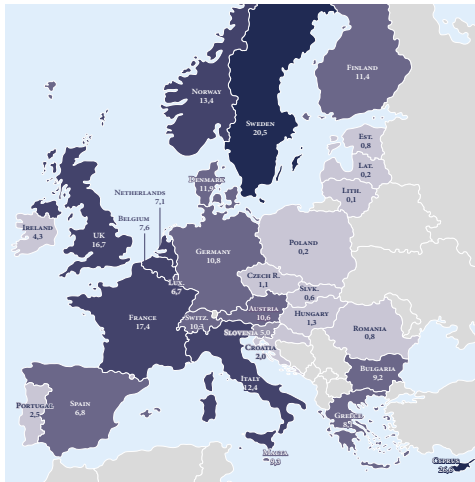 Finland
11,4
Norway
13,4
Sweden
20,5
Est.
0,8
Lat.
0,2
Lith.
0,1
Denmark
11,9
Netherlands
7,1
Belgium
7,6
Ireland
4,3
UK
16,7
Germany
10,8
Poland
0,2
Lux.
6,7
Czech R.
1,1
Slvk.
0,6
France
17,4
Switz.
10,3
Austria
10,6
Hungary
1,3
Slovenia 5,0
Romania
0,8
Croatia
2,0
Bulgaria
9,2
Italy
12,4
Portugal
2,5
Spain
6,8
Greece
Malta
9,3
Cyprus